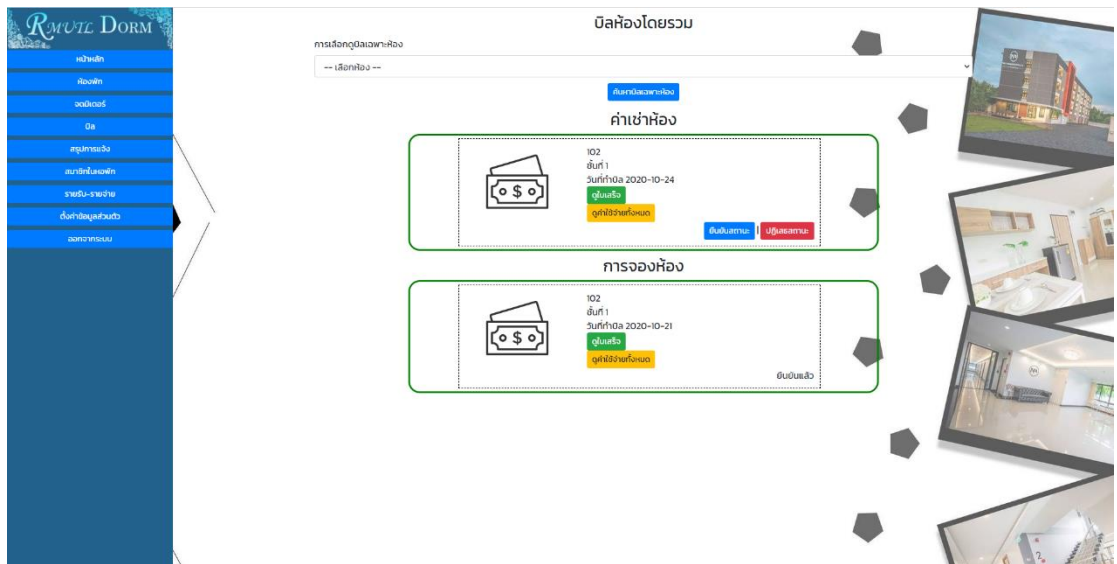 RMUTL DORM
หน้าหลัก
ห้องพัก
จดมิเตอร์
บิล
สรุปการแจ้ง
สมาชิกในหอพัก
รายรับ-รายจ่าย
ตั้งค่าข้อมูลส่วนตัว
ออกจากระบบ
บิลห้องโดยรวม
การเลือกดูบิลเฉพาะห้อง
-- เลือกห้อง --
ค้นหาบิลเฉพาะห้อง
ค่าเช่าห้อง
102
ชั้นที่ 1
วันที่ทำบิล 2020-10-24
ดูใบเสร็จ
ดูค่าใช้จ่ายทั้งหมด
ยืนยันสถานะ | ปฏิเสธสถานะ
การจองห้อง
102
ชั้นที่ 1
วันที่ทำบิล 2020-10-21
ดูใบเสร็จ
ดูค่าใช้จ่ายทั้งหมด
ยืนยันแล้ว